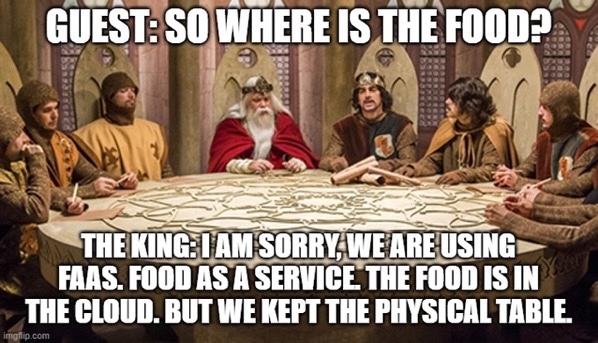 GUEST: SO WHERE IS THE FOOD?
THE KING: I AM SORRY, WE ARE USING
FAAS. FOOD AS A SERVICE. THE FOOD IS IN
THE CLOUD. BUT WE KEPT THE PHYSICAL TABLE.
imgflip.com